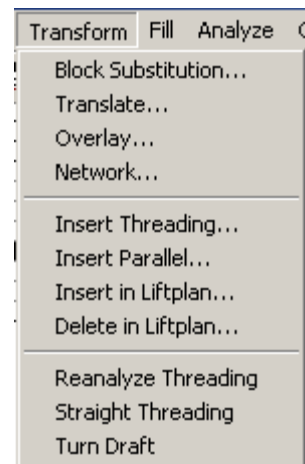 Transform Fill Analyze
Block Substitution...
Translate...
Overlay...
Network...
Insert Threading...
Insert Parallel...
Insert in Liftplan...
Delete in Liftplan...
Reanalyze Threading
Straight Threading
Turn Draft